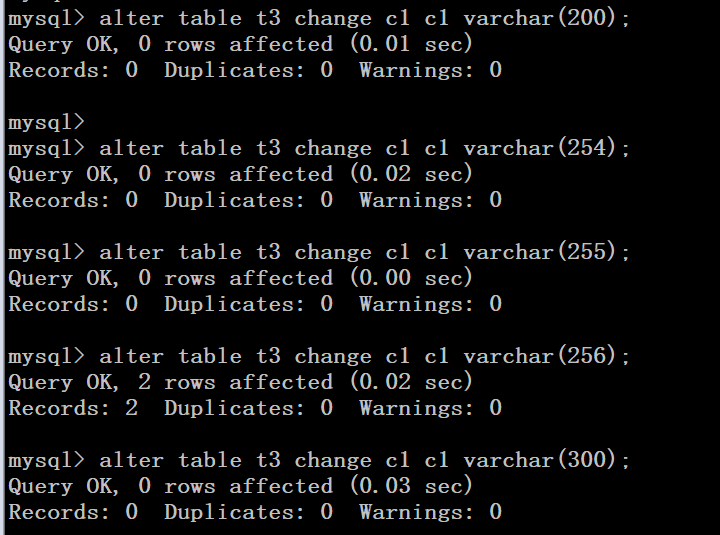 mysql> alter table t3 change c1 c1 varchar(200);
Query OK, 0 rows affected (0.01 sec)
Records: 0  Duplicates: 0  Warnings: 0
mysql>
mysql> alter table t3 change c1 c1 varchar(254);
Query OK, 0 rows affected (0.02 sec)
Records: 0  Duplicates: 0  Warnings: 0
mysql> alter table t3 change c1 c1 varchar(255);
Query OK, 0 rows affected (0.00 sec)
Records: 0  Duplicates: 0  Warnings: 0
mysql> alter table t3 change c1 c1 varchar(256);
Query OK, 2 rows affected (0.02 sec)
Records: 2  Duplicates: 0  Warnings: 0
mysql> alter table t3 change c1 c1 varchar(300);
Query OK, 0 rows affected (0.03 sec)
Records: 0  Duplicates: 0  Warnings: 0